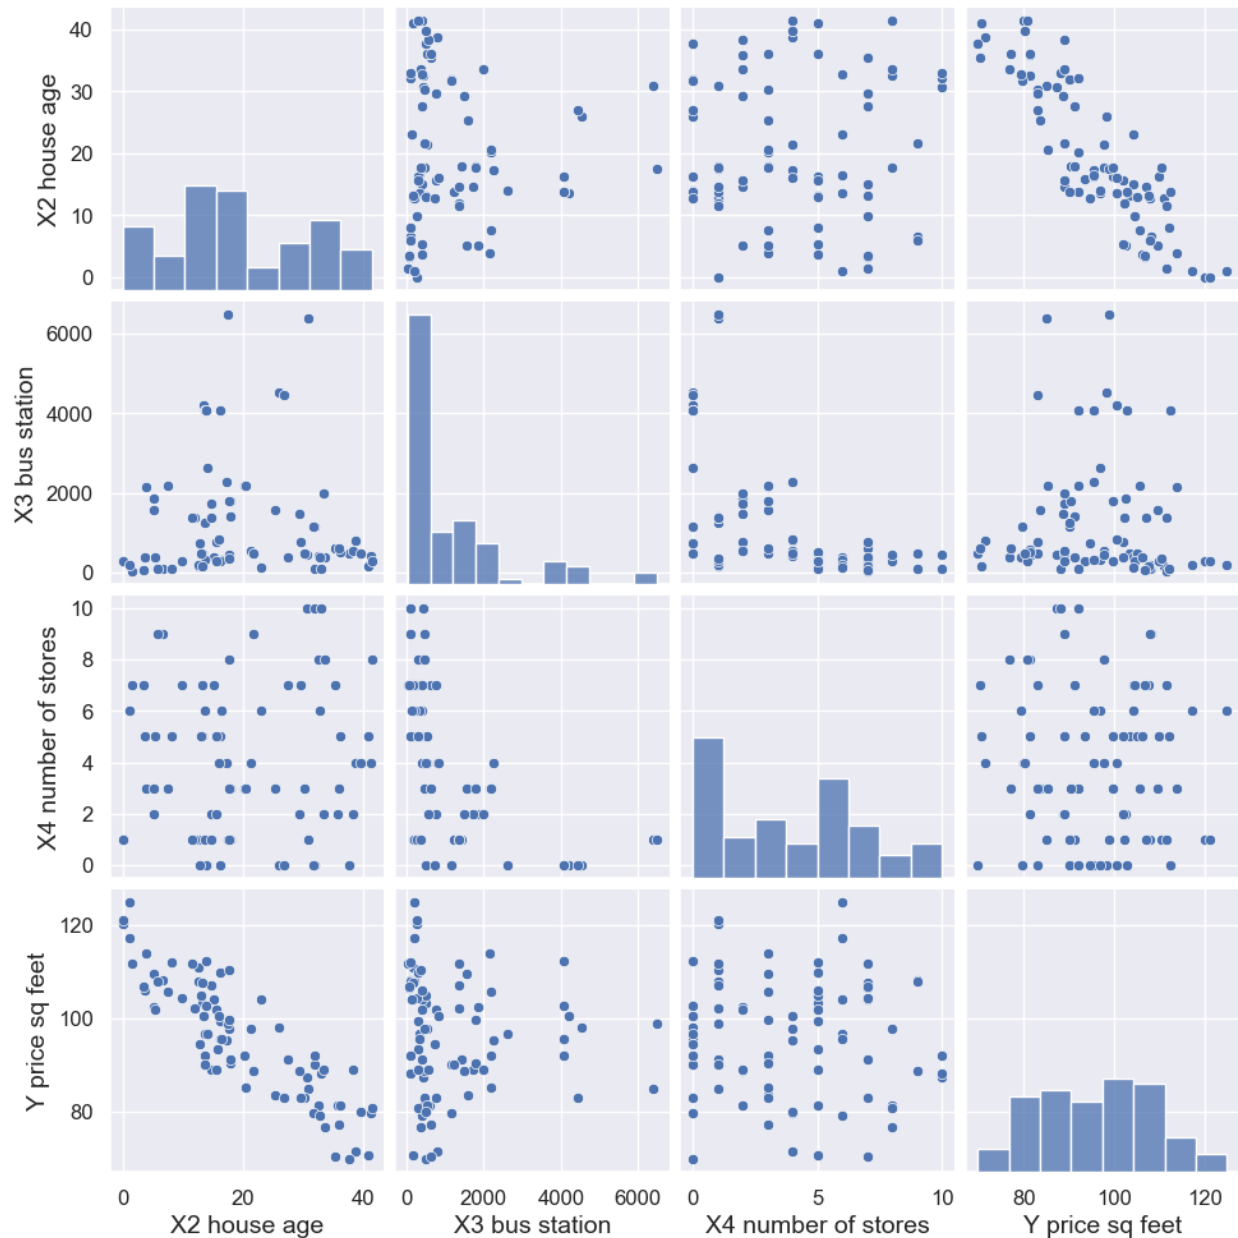 X2 house age
40
30
20
10
0
X3 bus station
6000
4000
2000
0
X4 number of stores
10
8
6
4
2
0
Y price sq feet
120
100
80
0 20 40
0 2000 4000 6000
0 5 10
80 100 120
X2 house age
X3 bus station
X4 number of stores
Y price sq feet